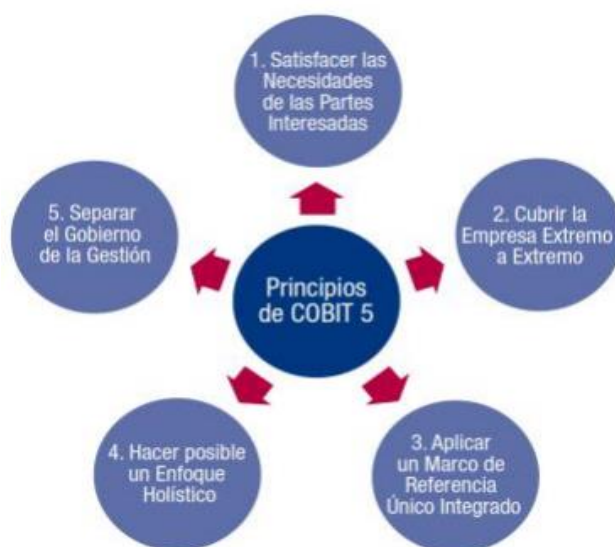 1. Satisfacer las
Necesidades
de las Partes
Interesadas
5. Separar
el Gobierno
de la Gestión
2. Cubrir la
Empresa Extremo
a Extremo
Principios
de COBIT 5
4. Hacer posible
un Enfoque
Holístico
3. Aplicar
un Marco de
Referencia
Único Integrado